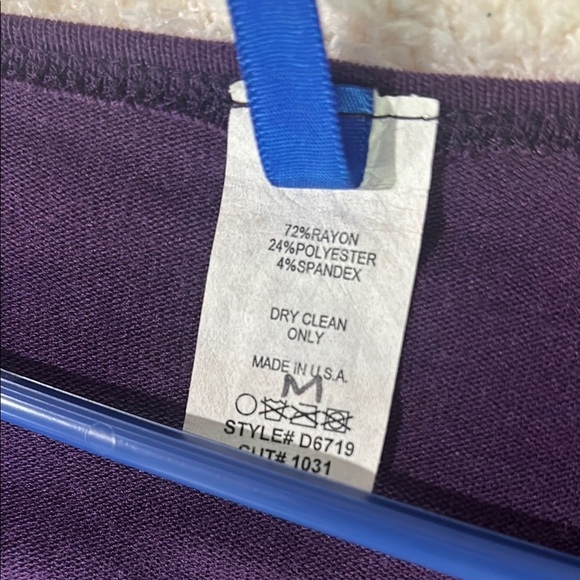 72%RAYON
24%POLYESTER
4%SPANDEX
DRY CLEAN
ONLY
MADE IN U.S.A.
M
STYLE# D6719
CUT# 1031